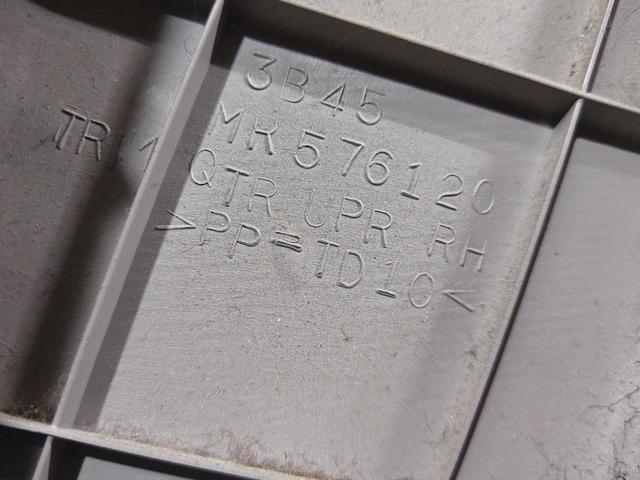 3B45
MR576120
QTR UPR RH
>PP-TD10<